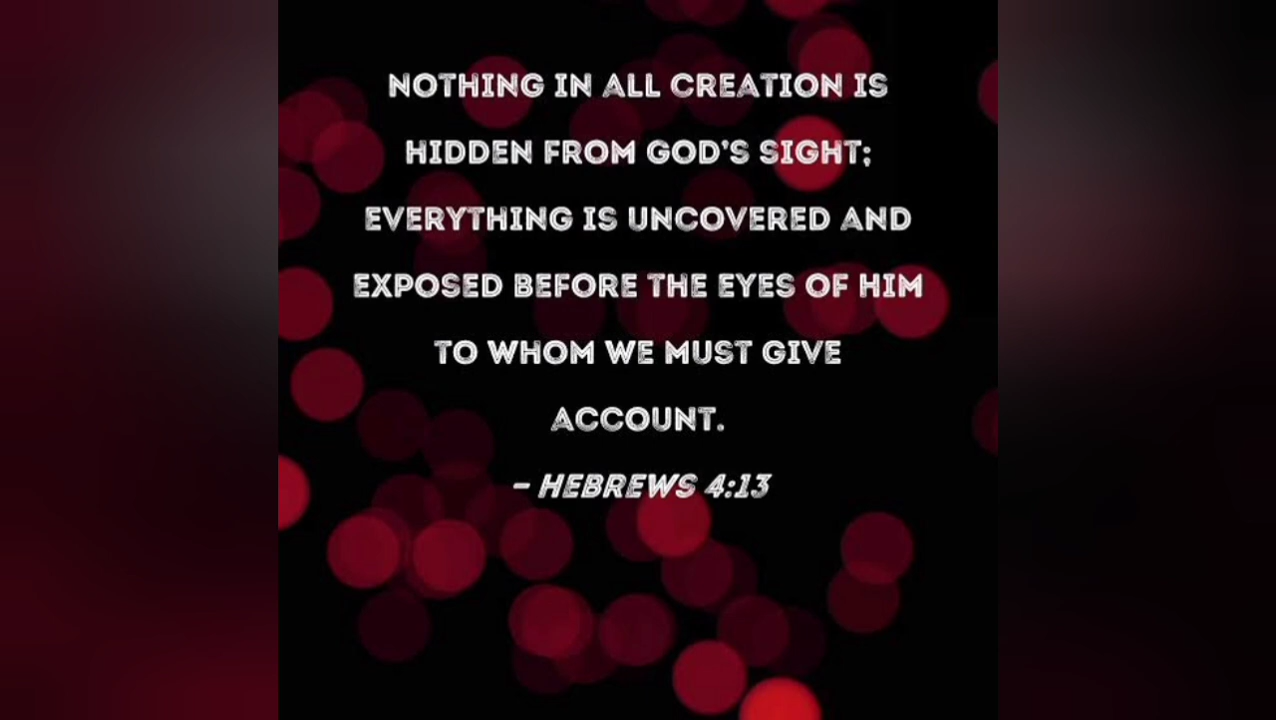 NOTHING IN ALL CREATION IS
HIDDEN FROM GOD'S SIGHT;
EVERYTHING IS UNCOVERED AND
EXPOSED BEFORE THE EYES OF HIM
TO WHOM WE MUST GIVE
ACCOUNT.
– HEBREWS 4:13